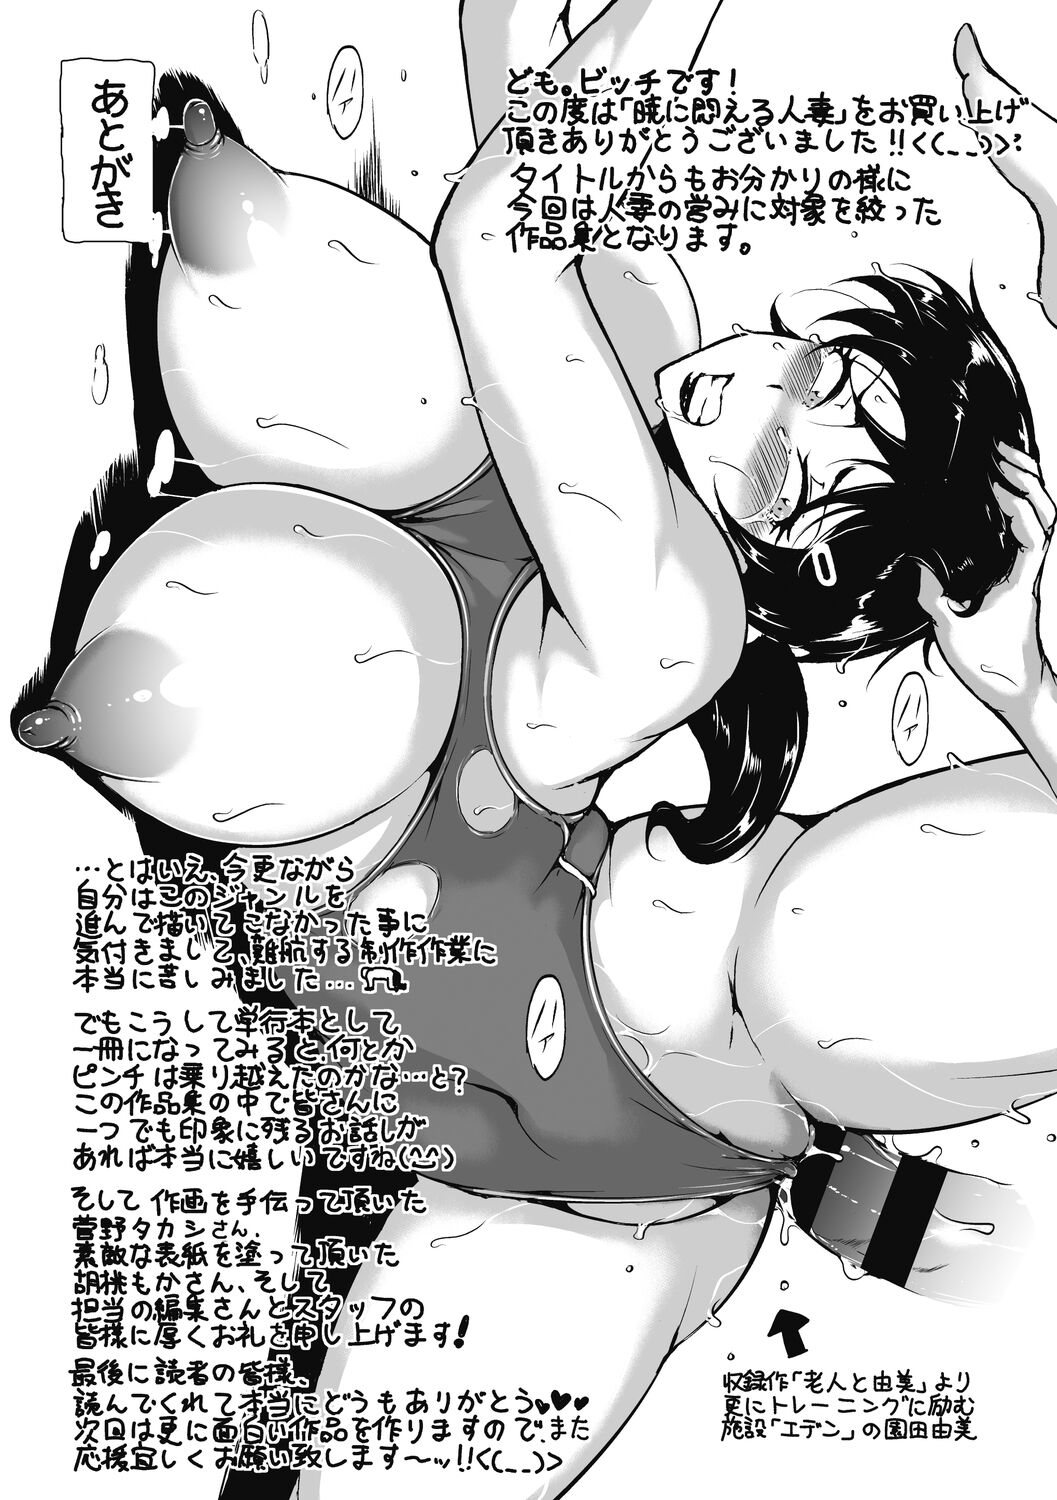 あとがき
ども。ビッチです!
この度は「暁に悶える人妻」をお買い上げ
頂きありがとうございました!!<(_ _)>:
タイトルからもお分かりの様に
今回は人妻の営みに対象を絞った
作品集となります。
…とはいえ、今更ながら
自分はこのジャンルを
進んで描いてこなかった事に
気付きまして、難航する制作作業に
本当に苦しみました…
でもこうして単行本として
一冊になってみると、何とか
ピンチは乗り越えたのかな…と?
この作品集の中で皆さんに
一つでも印象に残るお話しが
あれば本当に嬉しいですね(^^)
そして作画を手伝って頂いた
菅野タカシさん、
素敵な表紙を塗って頂いた
胡桃もかさん、そして
担当の編集さんとスタッフの
皆様に厚くお礼を申し上げます!
最後に読者の皆様、
読んでくれて本当にどうもありがとう♥♥♥
次回は更に面白い作品を作りますので、また
応援宜しくお願い致します〜ッ!!<(_ _)>
収録作「老人と由美」より
更にトレーニングに励む
施設「エデン」の園田由美